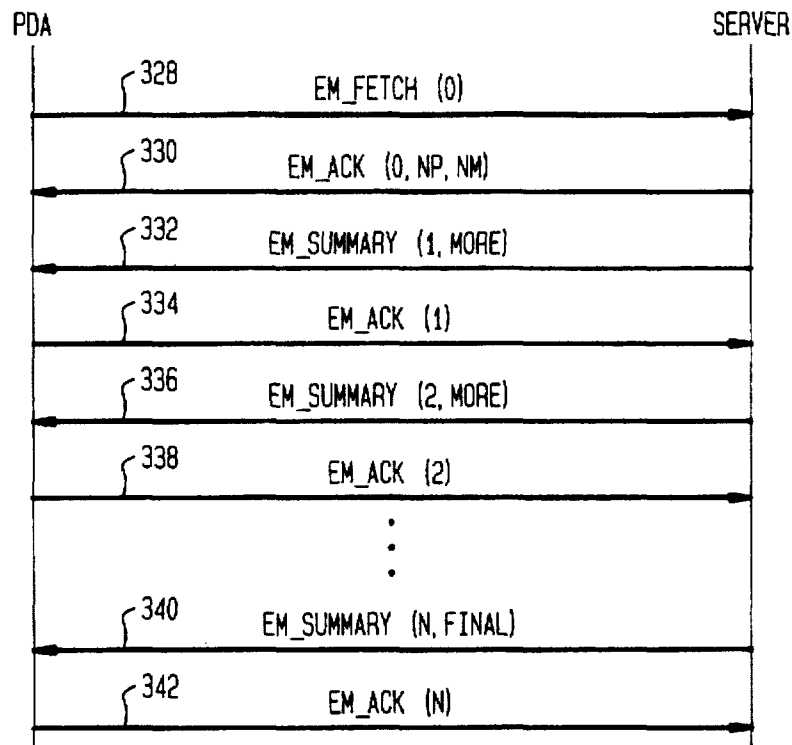 PDA SERVER
328 EM_FETCH (0)
330 EM_ACK (0, NP, NM)
332 EM_SUMMARY (1, MORE)
334 EM_ACK (1)
336 EM_SUMMARY (2, MORE)
338 EM_ACK (2)
340 EM_SUMMARY (N, FINAL)
342 EM_ACK (N)